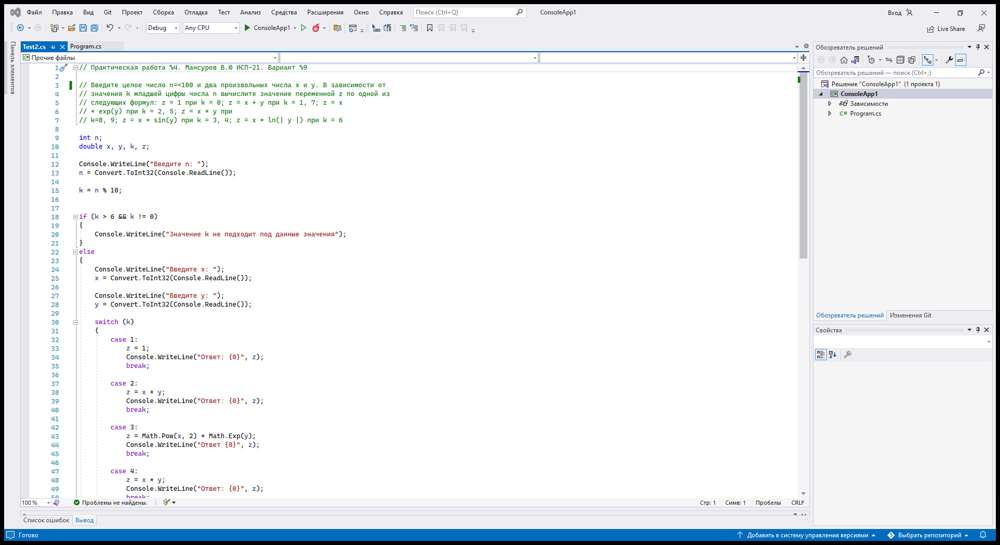 Файл Правка Вид Git Проект Сборка Отладка Тест Анализ Средства Расширения Окно Справка Поиск (Ctrl+Q) ConsoleApp1 Вход
Debug Any CPU ConsoleApp1 Live Share
Панель элементов
Test2.cs Program.cs
C# Прочие файлы
1 // Практическая работа %4. Мансуров В.Ю ИСП-21. Вариант %9
2
3 // Введите целое число n=<100 и два произвольных числа x и y. В зависимости от
4 // значения k младшей цифры числа n вычислите значение переменной z по одной из
5 // следующих формул: z = 1 при k = 0; z = x + y при k = 1, 7; z = x
6 // * exp(y) при k = 2, 5; z = x * y при
7 // k=8, 9; z = x * sin(y) при k = 3, 4; z = x * ln(| y |) при k = 6
8
9 int n;
10 double x, y, k, z;
11
12 Console.WriteLine("Введите n: ");
13 n = Convert.ToInt32(Console.ReadLine());
14
15 k = n % 10;
16
17
18 if (k > 6 && k != 0)
19 {
20 Console.WriteLine("Значение k не подходит под данные значения");
21 }
22 else
23 {
24 Console.WriteLine("Введите x: ");
25 x = Convert.ToInt32(Console.ReadLine());
26
27 Console.WriteLine("Введите y: ");
28 y = Convert.ToInt32(Console.ReadLine());
29
30 switch (k)
31 {
32 case 1:
33 z = 1;
34 Console.WriteLine("Ответ: {0}", z);
35 break;
36
37 case 2:
38 z = x + y;
39 Console.WriteLine("Ответ: {0}", z);
40 break;
41
42 case 3:
43 z = Math.Pow(x, 2) * Math.Exp(y);
44 Console.WriteLine("Ответ {0}", z);
45 break;
46
47 case 4:
48 z = x * y;
49 Console.WriteLine("Ответ: {0}", z);
50 break;
100 % Проблемы не найдены. Стр: 1 Симв: 1 Пробелы CRLF
Список ошибок Вывод
Обозреватель решений
Обозреватель решений — поиск (Ctrl+;)
Решение "ConsoleApp1" (1 проекта 1)
C# ConsoleApp1
Зависимости
C# Program.cs
Обозреватель решений Изменения Git
Свойства
Готово Добавить в систему управления версиями Выбрать репозиторий